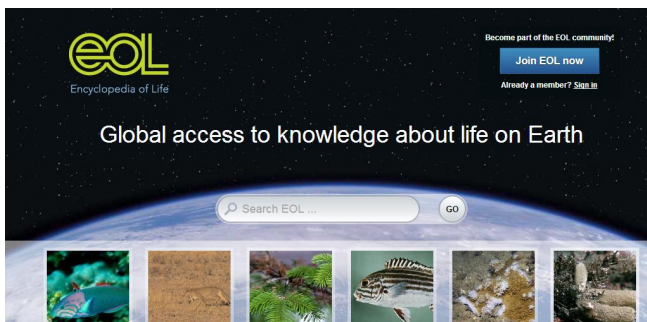 eOL
Encyclopedia of Life
Become part of the EOL community!
Join EOL now
Already a member? Sign in
Global access to knowledge about life on Earth
Search EOL ...
GO